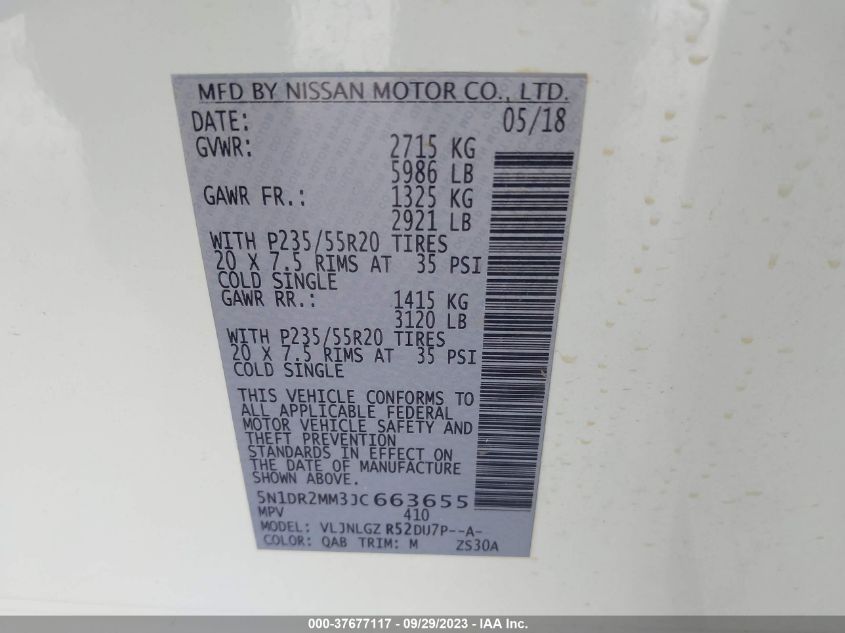 MFD BY NISSAN MOTOR CO., LTD.
DATE: 05/18
GVWR: 2715 KG
5986 LB
GAWR FR.: 1325 KG
2921 LB
WITH P235/55R20 TIRES
20 X 7.5 RIMS AT 35 PSI
COLD SINGLE
GAWR RR.: 1415 KG
3120 LB
WITH P235/55R20 TIRES
20 X 7.5 RIMS AT 35 PSI
COLD SINGLE
THIS VEHICLE CONFORMS TO
ALL APPLICABLE FEDERAL
MOTOR VEHICLE SAFETY AND
THEFT PREVENTION
STANDARDS IN EFFECT ON
THE DATE OF MANUFACTURE
SHOWN ABOVE.
5N1DR2MM3JC663655
MPV 410
MODEL: VLJNLGZ R52DU7P--A-
COLOR: QAB TRIM: M ZS30A
000-37677117 - 09/29/2023 - IAA Inc.